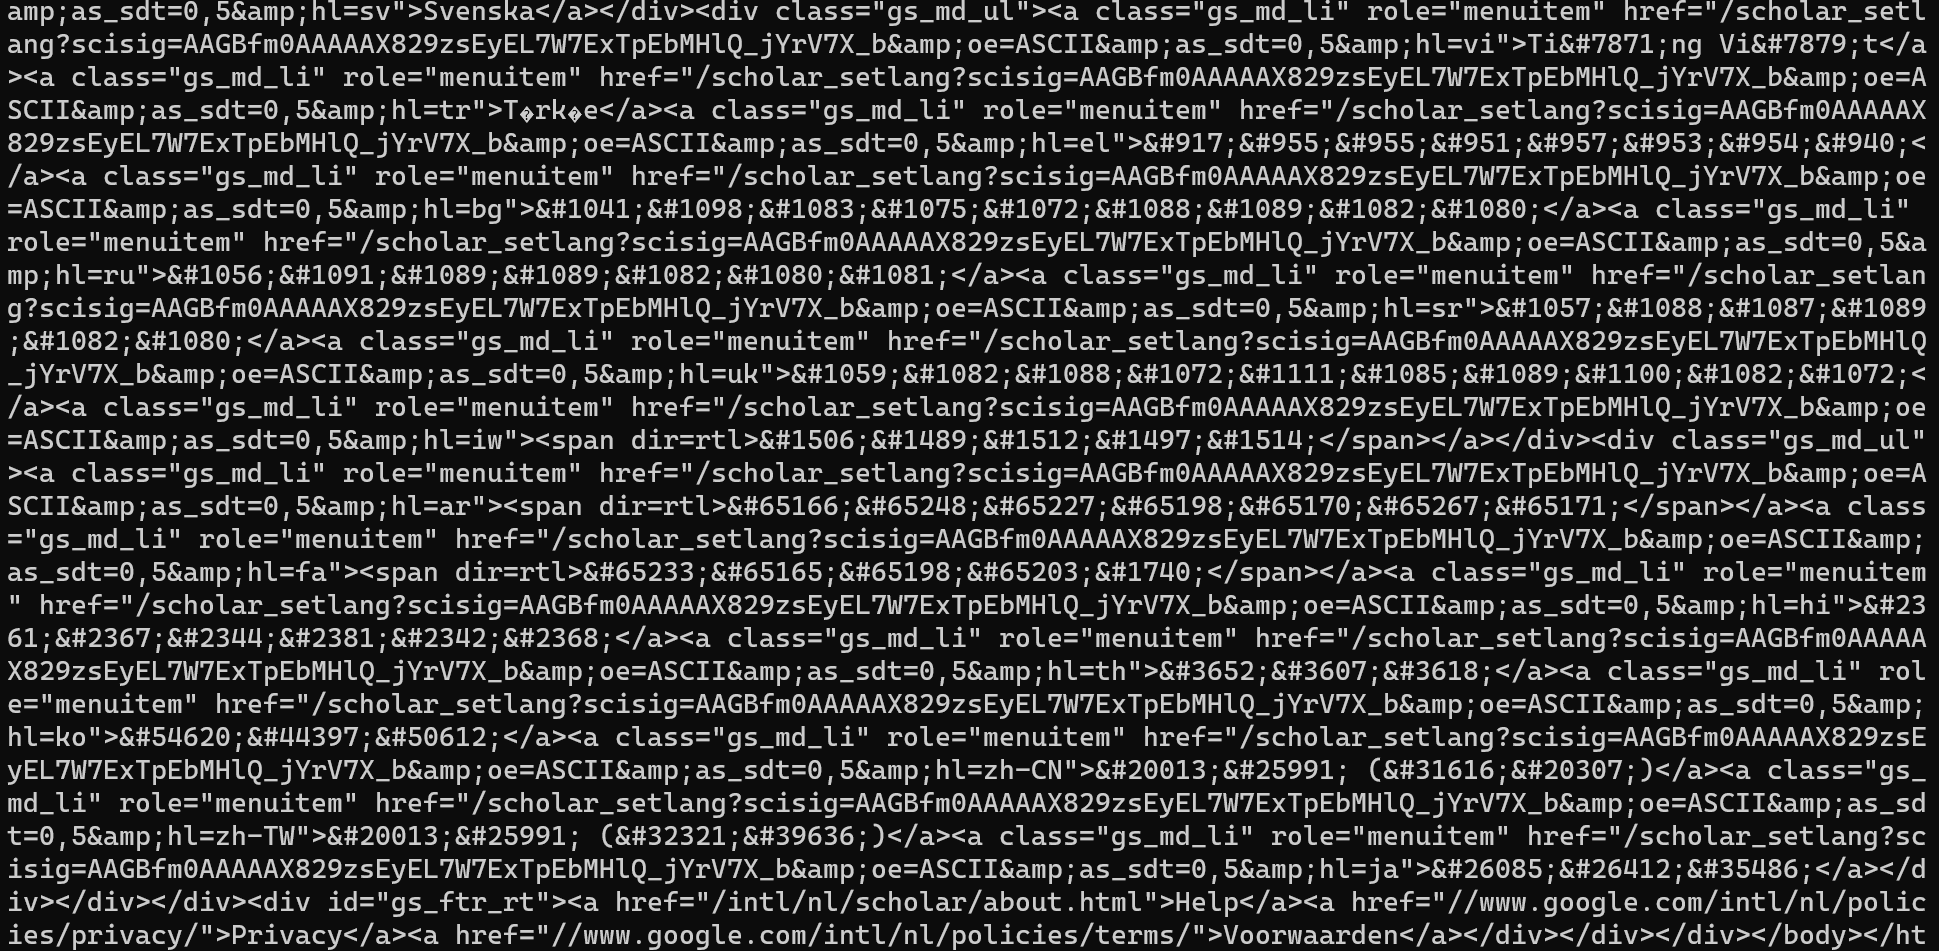 amp;as_sdt=0,5&amp;hl=sv">Svenska</a></div><div class="gs_md_ul"><a class="gs_md_li" role="menuitem" href="/scholar_setl
ang?scisig=AAGBfm0AAAAAX829zsEyEL7W7ExTpEbMHlQ_jYrV7X_b&amp;oe=ASCII&amp;as_sdt=0,5&amp;hl=vi">Ti&#7871;ng Vi&#7879;t</a
><a class="gs_md_li" role="menuitem" href="/scholar_setlang?scisig=AAGBfm0AAAAAX829zsEyEL7W7ExTpEbMHlQ_jYrV7X_b&amp;oe=A
SCII&amp;as_sdt=0,5&amp;hl=tr">T�rk�e</a><a class="gs_md_li" role="menuitem" href="/scholar_setlang?scisig=AAGBfm0AAAAAX
829zsEyEL7W7ExTpEbMHlQ_jYrV7X_b&amp;oe=ASCII&amp;as_sdt=0,5&amp;hl=el">&#917;&#955;&#955;&#951;&#957;&#953;&#954;&#940;<
/a><a class="gs_md_li" role="menuitem" href="/scholar_setlang?scisig=AAGBfm0AAAAAX829zsEyEL7W7ExTpEbMHlQ_jYrV7X_b&amp;oe
=ASCII&amp;as_sdt=0,5&amp;hl=bg">&#1041;&#1098;&#1083;&#1075;&#1072;&#1088;&#1089;&#1082;&#1080;</a><a class="gs_md_li"
role="menuitem" href="/scholar_setlang?scisig=AAGBfm0AAAAAX829zsEyEL7W7ExTpEbMHlQ_jYrV7X_b&amp;oe=ASCII&amp;as_sdt=0,5&a
mp;hl=ru">&#1056;&#1091;&#1089;&#1089;&#1082;&#1080;&#1081;</a><a class="gs_md_li" role="menuitem" href="/scholar_setlan
g?scisig=AAGBfm0AAAAAX829zsEyEL7W7ExTpEbMHlQ_jYrV7X_b&amp;oe=ASCII&amp;as_sdt=0,5&amp;hl=sr">&#1057;&#1088;&#1087;&#1089
;&#1082;&#1080;</a><a class="gs_md_li" role="menuitem" href="/scholar_setlang?scisig=AAGBfm0AAAAAX829zsEyEL7W7ExTpEbMHlQ
_jYrV7X_b&amp;oe=ASCII&amp;as_sdt=0,5&amp;hl=uk">&#1059;&#1082;&#1088;&#1072;&#1111;&#1085;&#1089;&#1100;&#1082;&#1072;<
/a><a class="gs_md_li" role="menuitem" href="/scholar_setlang?scisig=AAGBfm0AAAAAX829zsEyEL7W7ExTpEbMHlQ_jYrV7X_b&amp;oe
=ASCII&amp;as_sdt=0,5&amp;hl=iw"><span dir=rtl>&#1506;&#1489;&#1512;&#1497;&#1514;</span></a></div><div class="gs_md_ul"
><a class="gs_md_li" role="menuitem" href="/scholar_setlang?scisig=AAGBfm0AAAAAX829zsEyEL7W7ExTpEbMHlQ_jYrV7X_b&amp;oe=A
SCII&amp;as_sdt=0,5&amp;hl=ar"><span dir=rtl>&#65166;&#65248;&#65227;&#65198;&#65170;&#65267;&#65171;</span></a><a class
="gs_md_li" role="menuitem" href="/scholar_setlang?scisig=AAGBfm0AAAAAX829zsEyEL7W7ExTpEbMHlQ_jYrV7X_b&amp;oe=ASCII&amp;
as_sdt=0,5&amp;hl=fa"><span dir=rtl>&#65233;&#65165;&#65198;&#65203;&#1740;</span></a><a class="gs_md_li" role="menuitem
" href="/scholar_setlang?scisig=AAGBfm0AAAAAX829zsEyEL7W7ExTpEbMHlQ_jYrV7X_b&amp;oe=ASCII&amp;as_sdt=0,5&amp;hl=hi">&#23
61;&#2367;&#2344;&#2381;&#2342;&#2368;</a><a class="gs_md_li" role="menuitem" href="/scholar_setlang?scisig=AAGBfm0AAAAA
X829zsEyEL7W7ExTpEbMHlQ_jYrV7X_b&amp;oe=ASCII&amp;as_sdt=0,5&amp;hl=th">&#3652;&#3607;&#3618;</a><a class="gs_md_li" rol
e="menuitem" href="/scholar_setlang?scisig=AAGBfm0AAAAAX829zsEyEL7W7ExTpEbMHlQ_jYrV7X_b&amp;oe=ASCII&amp;as_sdt=0,5&amp;
hl=ko">&#54620;&#44397;&#50612;</a><a class="gs_md_li" role="menuitem" href="/scholar_setlang?scisig=AAGBfm0AAAAAX829zsE
yEL7W7ExTpEbMHlQ_jYrV7X_b&amp;oe=ASCII&amp;as_sdt=0,5&amp;hl=zh-CN">&#20013;&#25991; (&#31616;&#20307;)</a><a class="gs_
md_li" role="menuitem" href="/scholar_setlang?scisig=AAGBfm0AAAAAX829zsEyEL7W7ExTpEbMHlQ_jYrV7X_b&amp;oe=ASCII&amp;as_sd
t=0,5&amp;hl=zh-TW">&#20013;&#25991; (&#32321;&#39636;)</a><a class="gs_md_li" role="menuitem" href="/scholar_setlang?sc
isig=AAGBfm0AAAAAX829zsEyEL7W7ExTpEbMHlQ_jYrV7X_b&amp;oe=ASCII&amp;as_sdt=0,5&amp;hl=ja">&#26085;&#26412;&#35486;</a></d
iv></div></div><div id="gs_ftr_rt"><a href="/intl/nl/scholar/about.html">Help</a><a href="//www.google.com/intl/nl/polic
ies/privacy/">Privacy</a><a href="//www.google.com/intl/nl/policies/terms/">Voorwaarden</a></div></div></div></body></ht